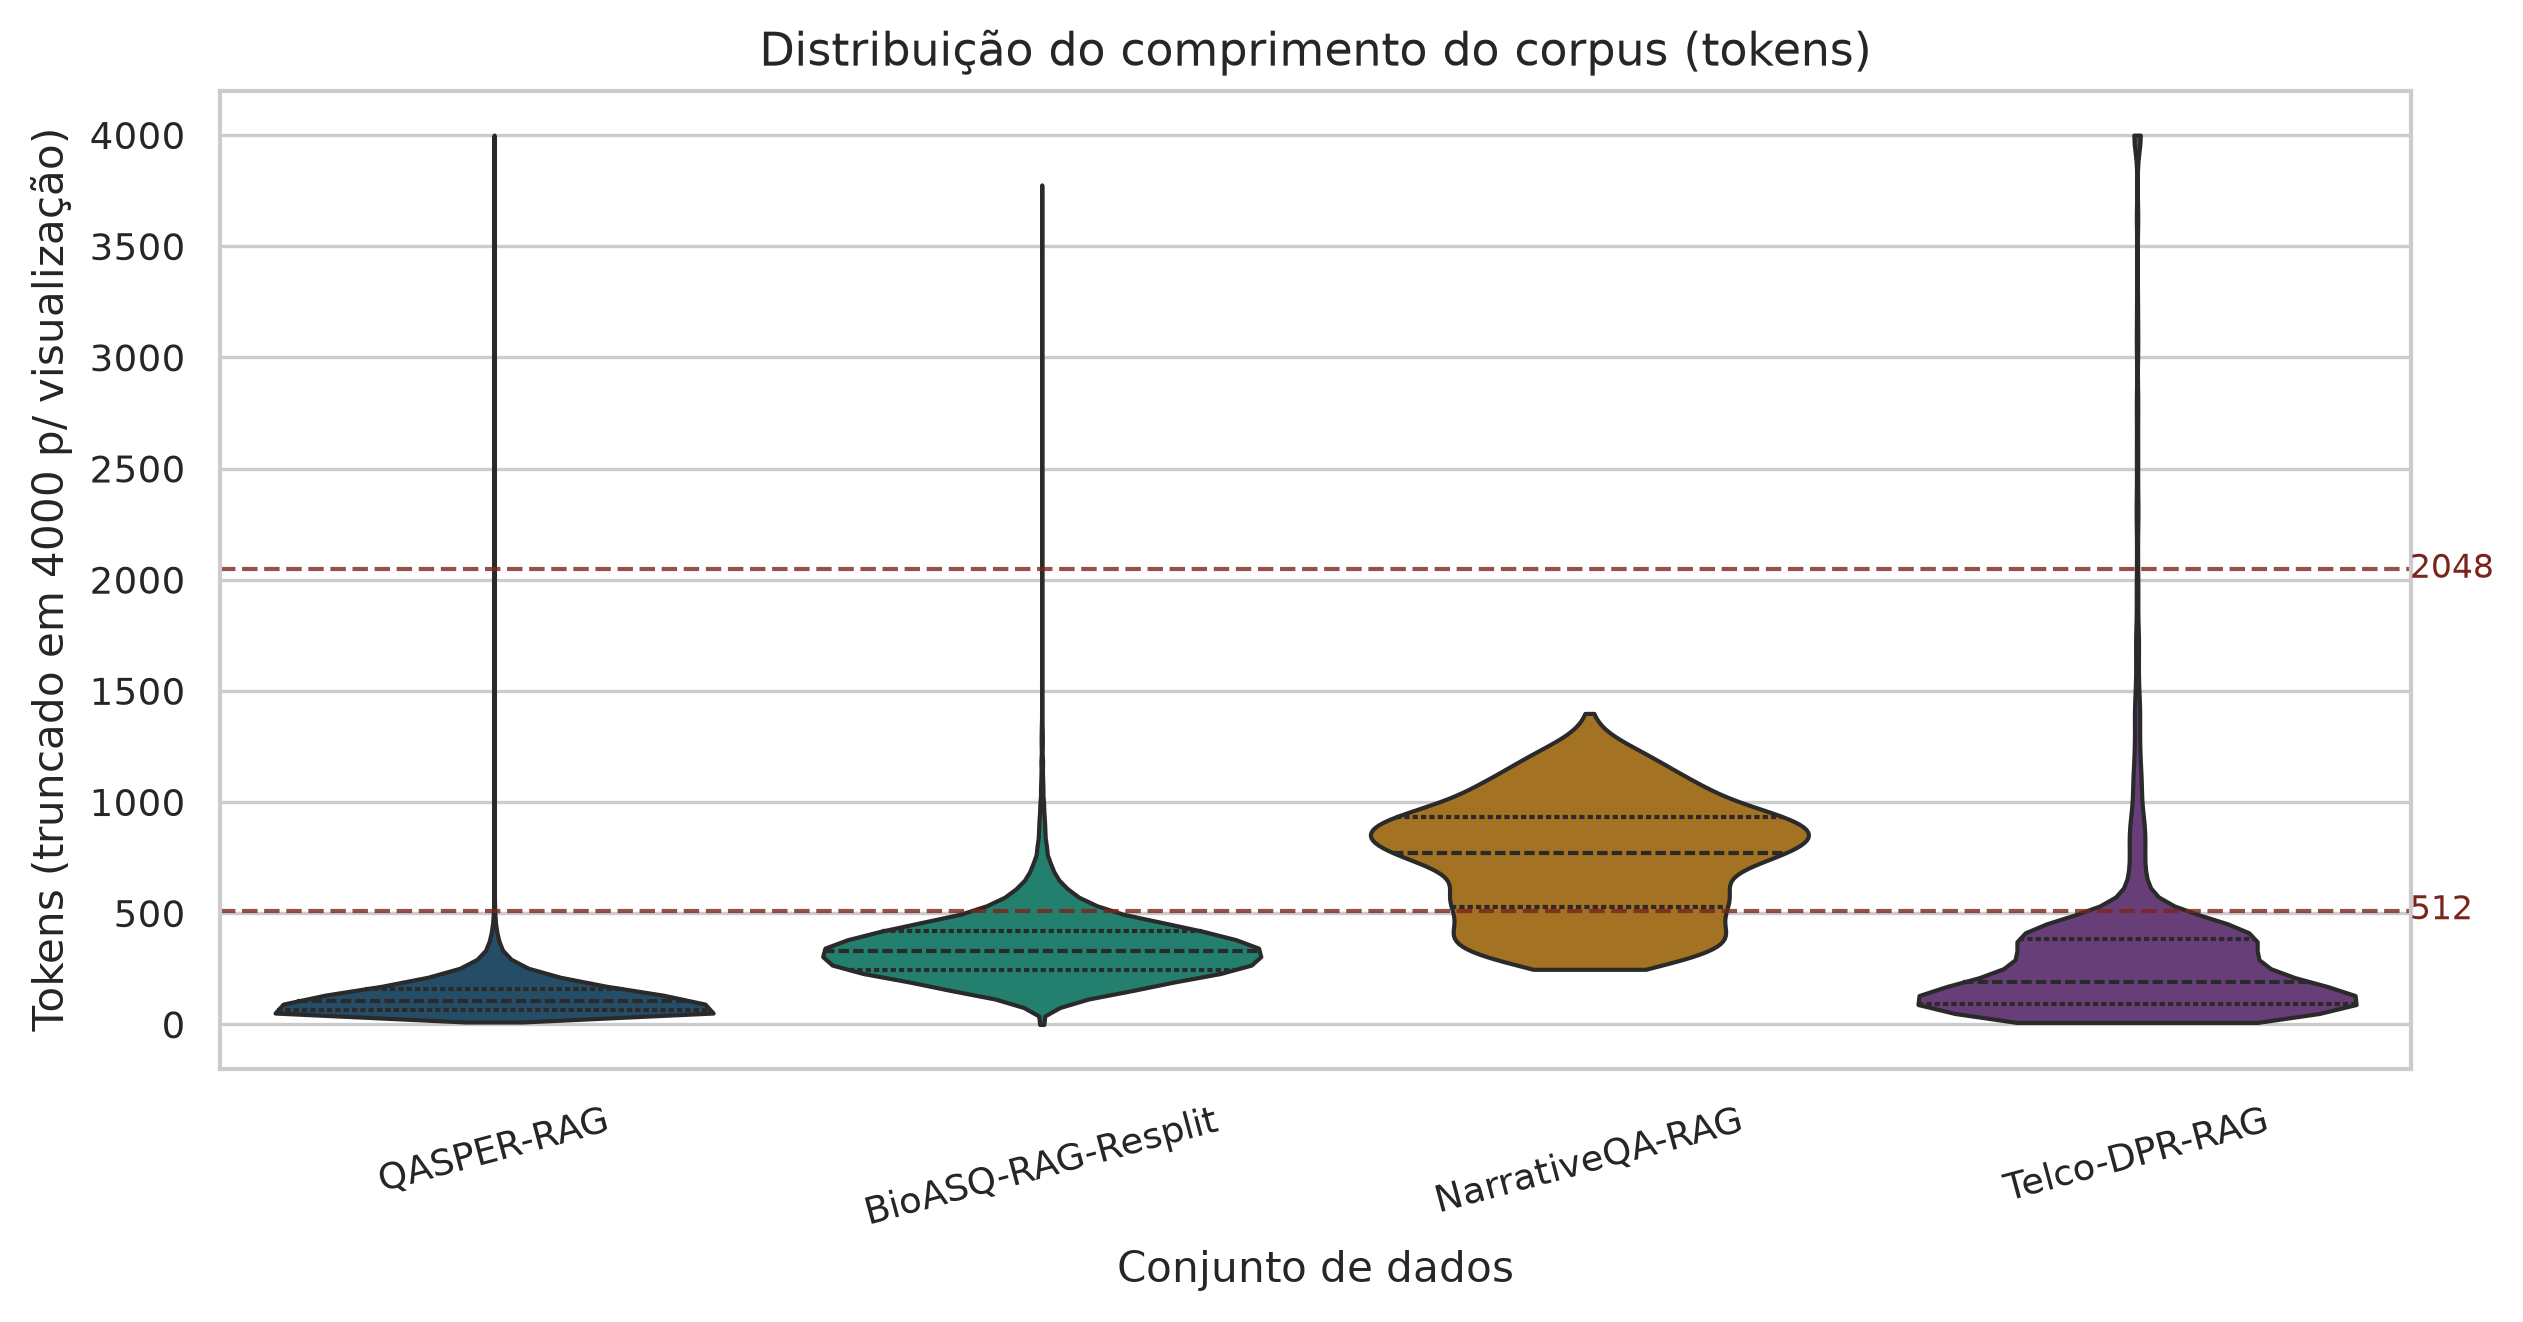 Distribuição do comprimento do corpus (tokens)
Tokens (truncado em 4000 p/ visualização)
4000
3500
3000
2500
2000
1500
1000
500
0
2048
512
QASPER-RAG
BioASQ-RAG-Resplit
NarrativeQA-RAG
Telco-DPR-RAG
Conjunto de dados